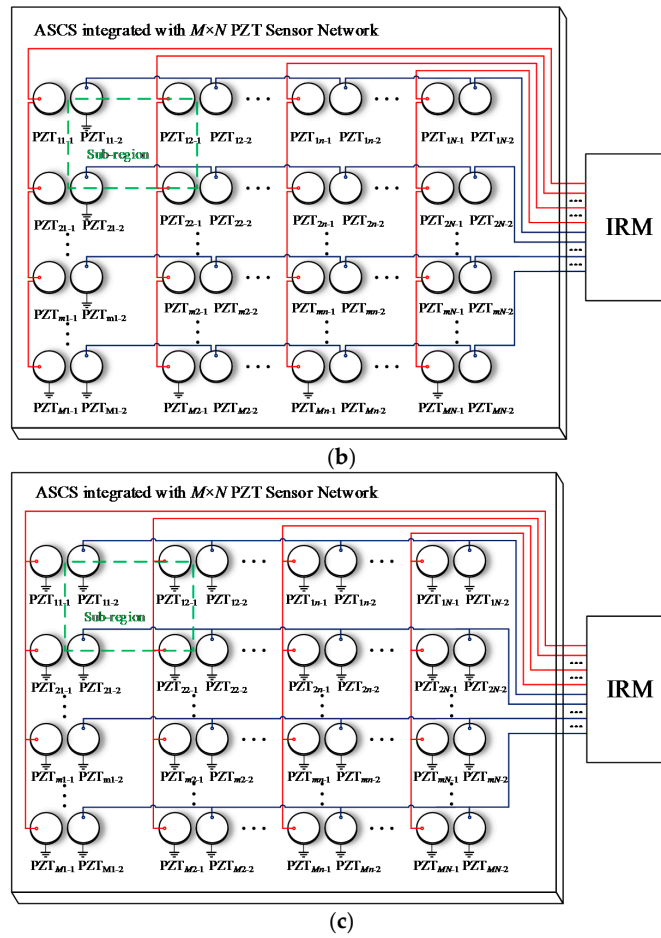 ASCS integrated with M×N PZT Sensor Network
PZT11-1 PZT11-2 PZT12-1 PZT12-2 PZT1n-1 PZT1n-2 PZT1N-1 PZT1N-2
Sub-region
PZT21-1 PZT21-2 PZT22-1 PZT22-2 PZT2n-1 PZT2n-2 PZT2N-1 PZT2N-2
IRM
PZTm1-1 PZTm1-2 PZTm2-1 PZTm2-2 PZTmn-1 PZTmn-2 PZTmN-1 PZTmN-2
PZTM1-1 PZTM1-2 PZTM2-1 PZTM2-2 PZTMn-1 PZTMn-2 PZTMN-1 PZTMN-2
(b)
ASCS integrated with M×N PZT Sensor Network
PZT11-1 PZT11-2 PZT12-1 PZT12-2 PZT1n-1 PZT1n-2 PZT1N-1 PZT1N-2
Sub-region
PZT21-1 PZT21-2 PZT22-1 PZT22-2 PZT2n-1 PZT2n-2 PZT2N-1 PZT2N-2
IRM
PZTm1-1 PZTm1-2 PZTm2-1 PZTm2-2 PZTmn-1 PZTmn-2 PZTmN-1 PZTmN-2
PZTM1-1 PZTM1-2 PZTM2-1 PZTM2-2 PZTMn-1 PZTMn-2 PZTMN-1 PZTMN-2
(c)